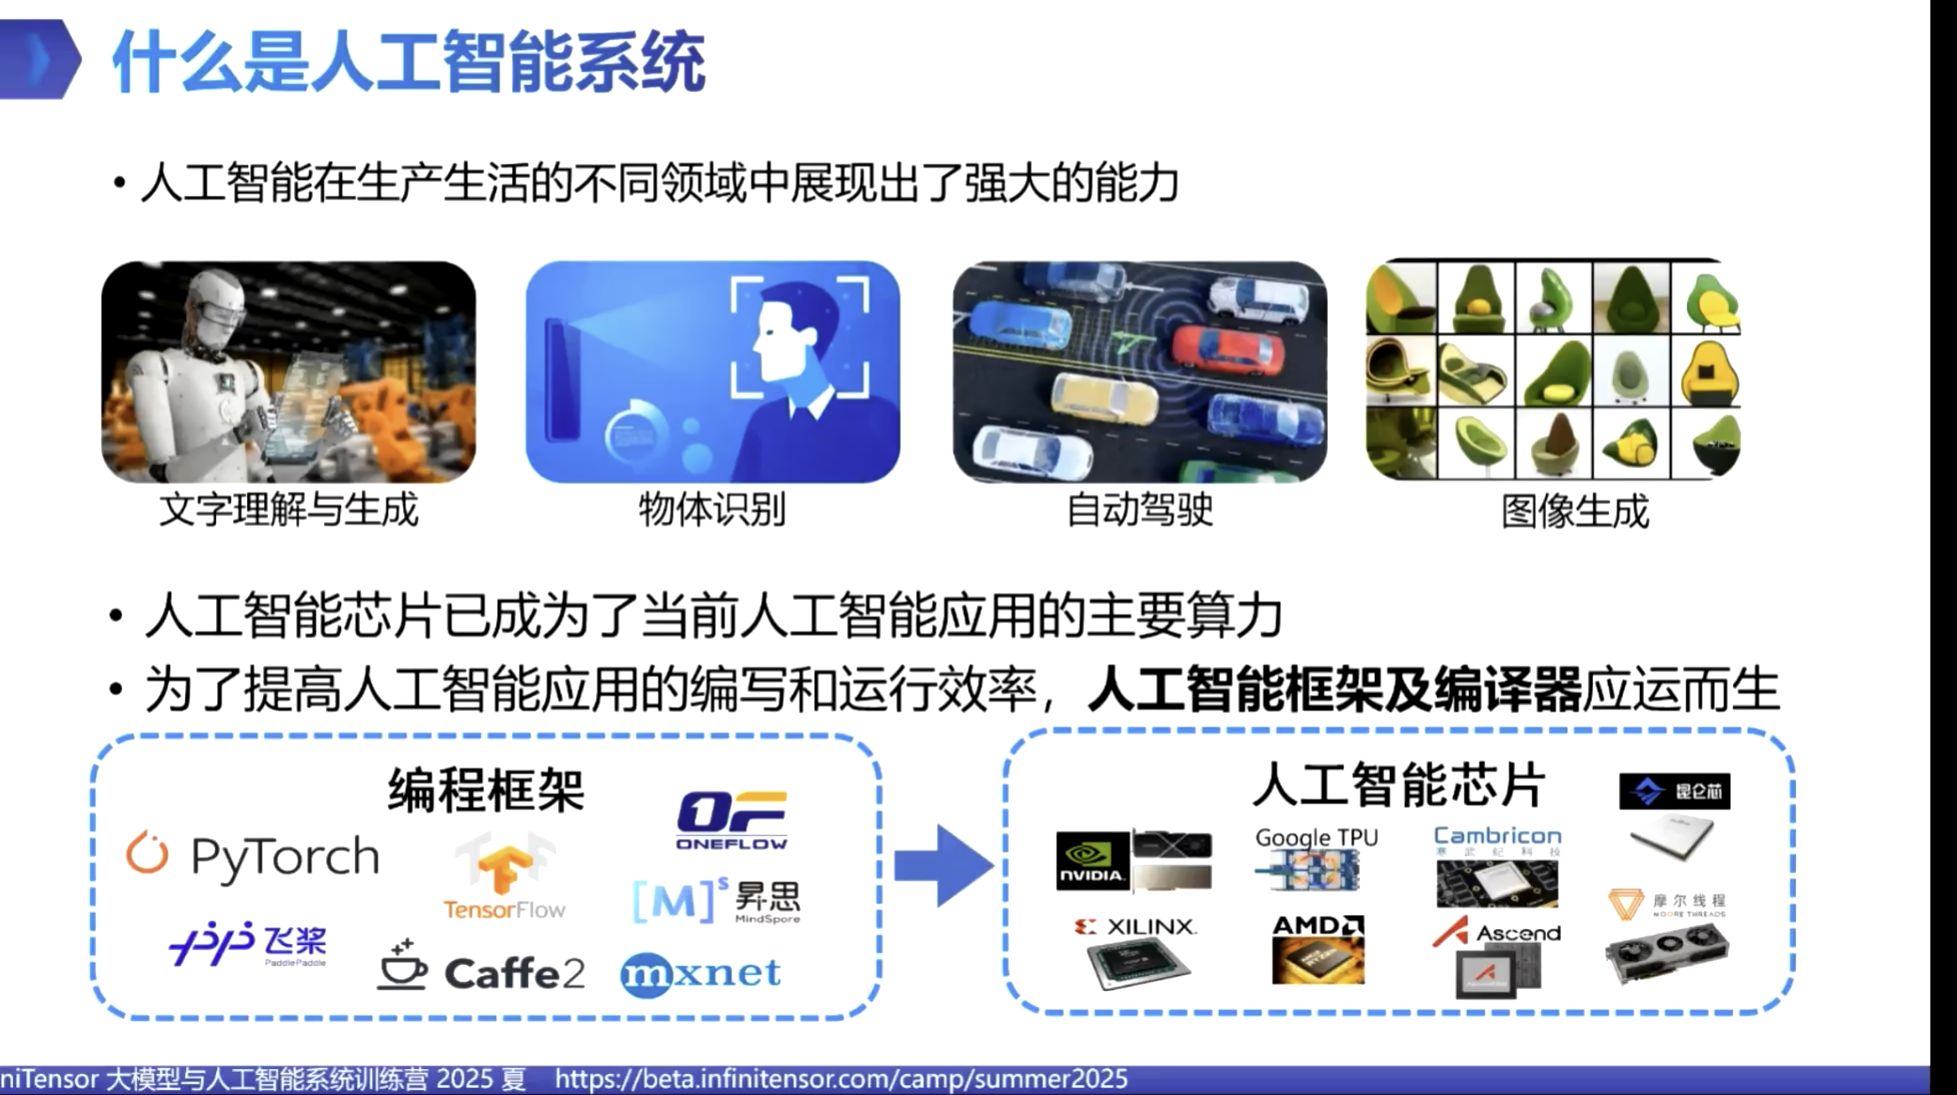 什么是人工智能系统
• 人工智能在生产生活的不同领域中展现出了强大的能力
文字理解与生成
物体识别
自动驾驶
图像生成
• 人工智能芯片已成为了当前人工智能应用的主要算力
• 为了提高人工智能应用的编写和运行效率，人工智能框架及编译器应运而生
编程框架
PyTorch
TensorFlow
ONEFLOW
[M]s 昇思
MindSpore
飞桨
PaddlePaddle
Caffe2
mxnet
人工智能芯片
昆仑芯
NVIDIA.
Google TPU
Cambricon
寒武纪科技
摩尔线程
MOORE THREADS
XILINX.
AMD
Ascend
niTensor 大模型与人工智能系统训练营 2025 夏 https://beta.infinitensor.com/camp/summer2025